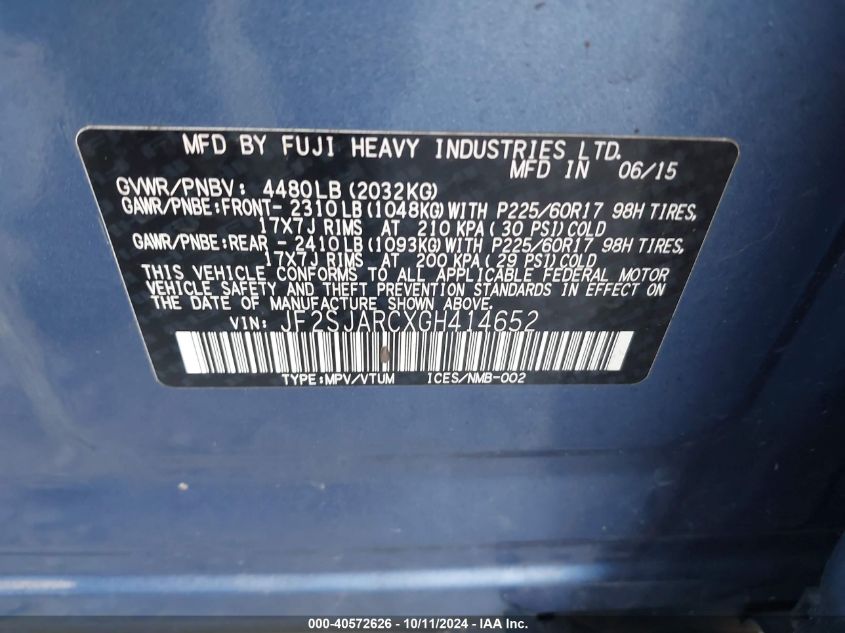 MFD BY FUJI HEAVY INDUSTRIES LTD.
MFD IN 06/15
GVWR/PNBV: 4480LB(2032KG)
GAWR/PNBE:FRONT- 2310LB(1048KG)WITH P225/60R17 98H TIRES,
17X7J RIMS AT 210 KPA(30 PSI)COLD
GAWR/PNBE:REAR - 2410LB(1093KG)WITH P225/60R17 98H TIRES,
17X7J RIMS AT 200 KPA(29 PSI)COLD
THIS VEHICLE CONFORMS TO ALL APPLICABLE FEDERAL MOTOR
VEHICLE SAFETY AND THEFT PREVENTION STANDARDS IN EFFECT ON
THE DATE OF MANUFACTURE SHOWN ABOVE.
VIN: JF2SJARCXGH414652
TYPE:MPV/VTUM ICES/NMB-002
000-40572626 - 10/11/2024 - IAA Inc.